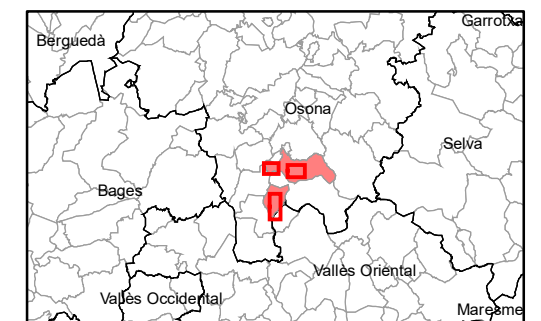 Garrotxa
Berguedà
Osona
Selva
Bages
Vallès Oriental
Vallès Occidental
Maresme